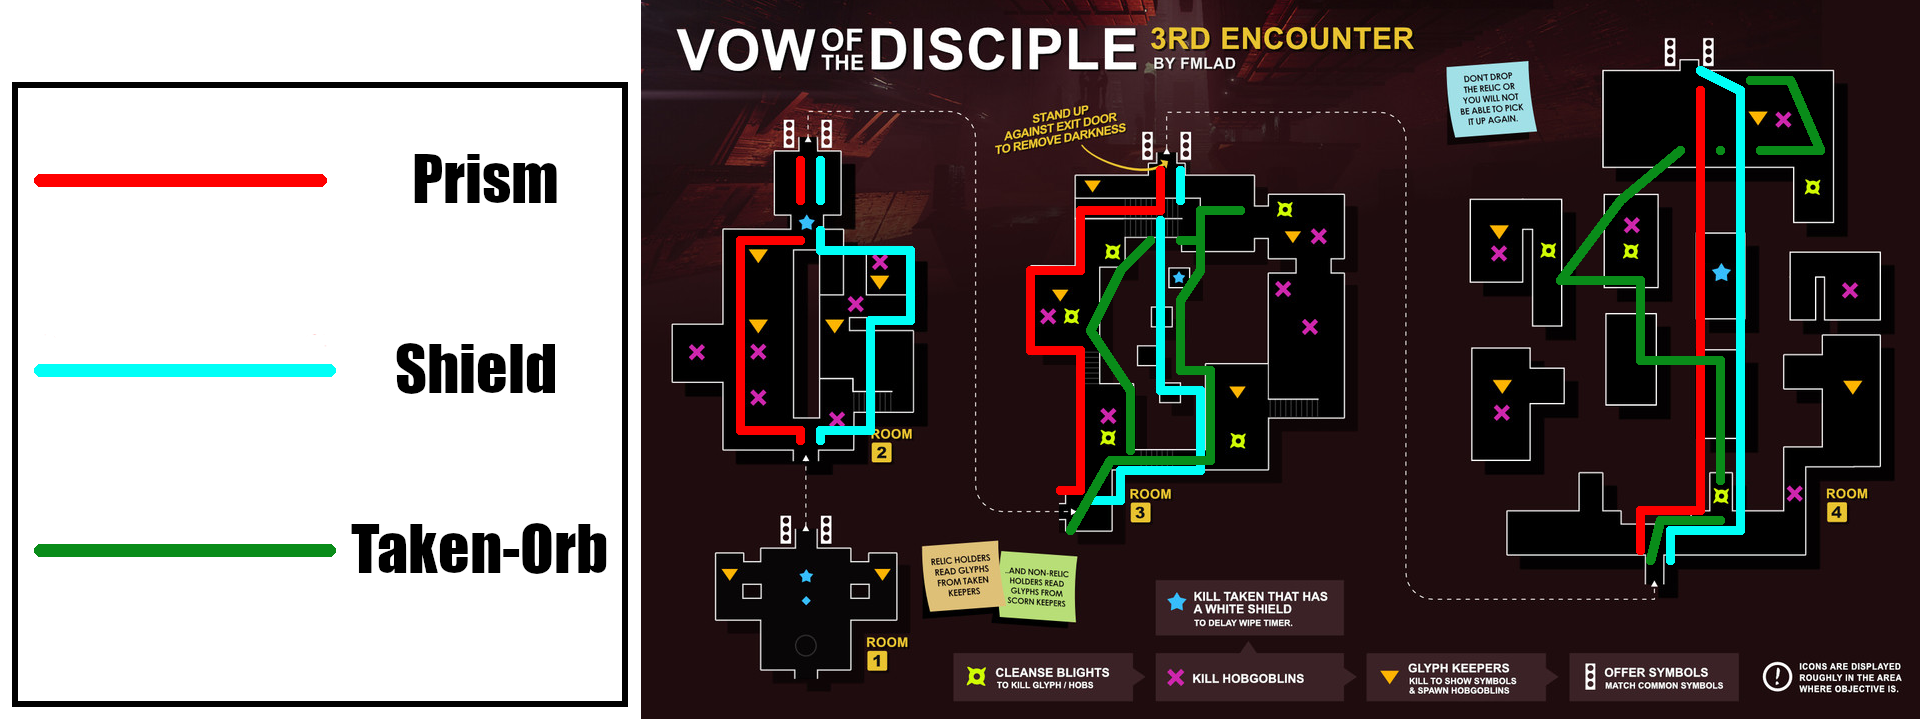 Prism
Shield
Taken-Orb
VOW OF THE DISCIPLE
3RD ENCOUNTER
BY FMLAD
STAND UP
AGAINST EXIT DOOR
TO REMOVE DARKNESS
DON'T DROP
THE RELIC OR
YOU WILL NOT
BE ABLE TO PICK
IT UP AGAIN.
ROOM
2
ROOM
3
ROOM
4
RELIC HOLDERS
READ GLYPHS
FROM TAKEN
KEEPERS
...AND NON-RELIC
HOLDERS READ
GLYPHS FROM
SCORN KEEPERS
ROOM
1
KILL TAKEN THAT HAS
A WHITE SHIELD
TO DELAY WIPE TIMER.
CLEANSE BLIGHTS
TO KILL GLYPH / HOBS
KILL HOBGOBLINS
GLYPH KEEPERS
KILL TO SHOW SYMBOLS
& SPAWN HOBGOBLINS
OFFER SYMBOLS
MATCH COMMON SYMBOLS
ICONS ARE DISPLAYED
ROUGHLY IN THE AREA
WHERE OBJECTIVE IS.